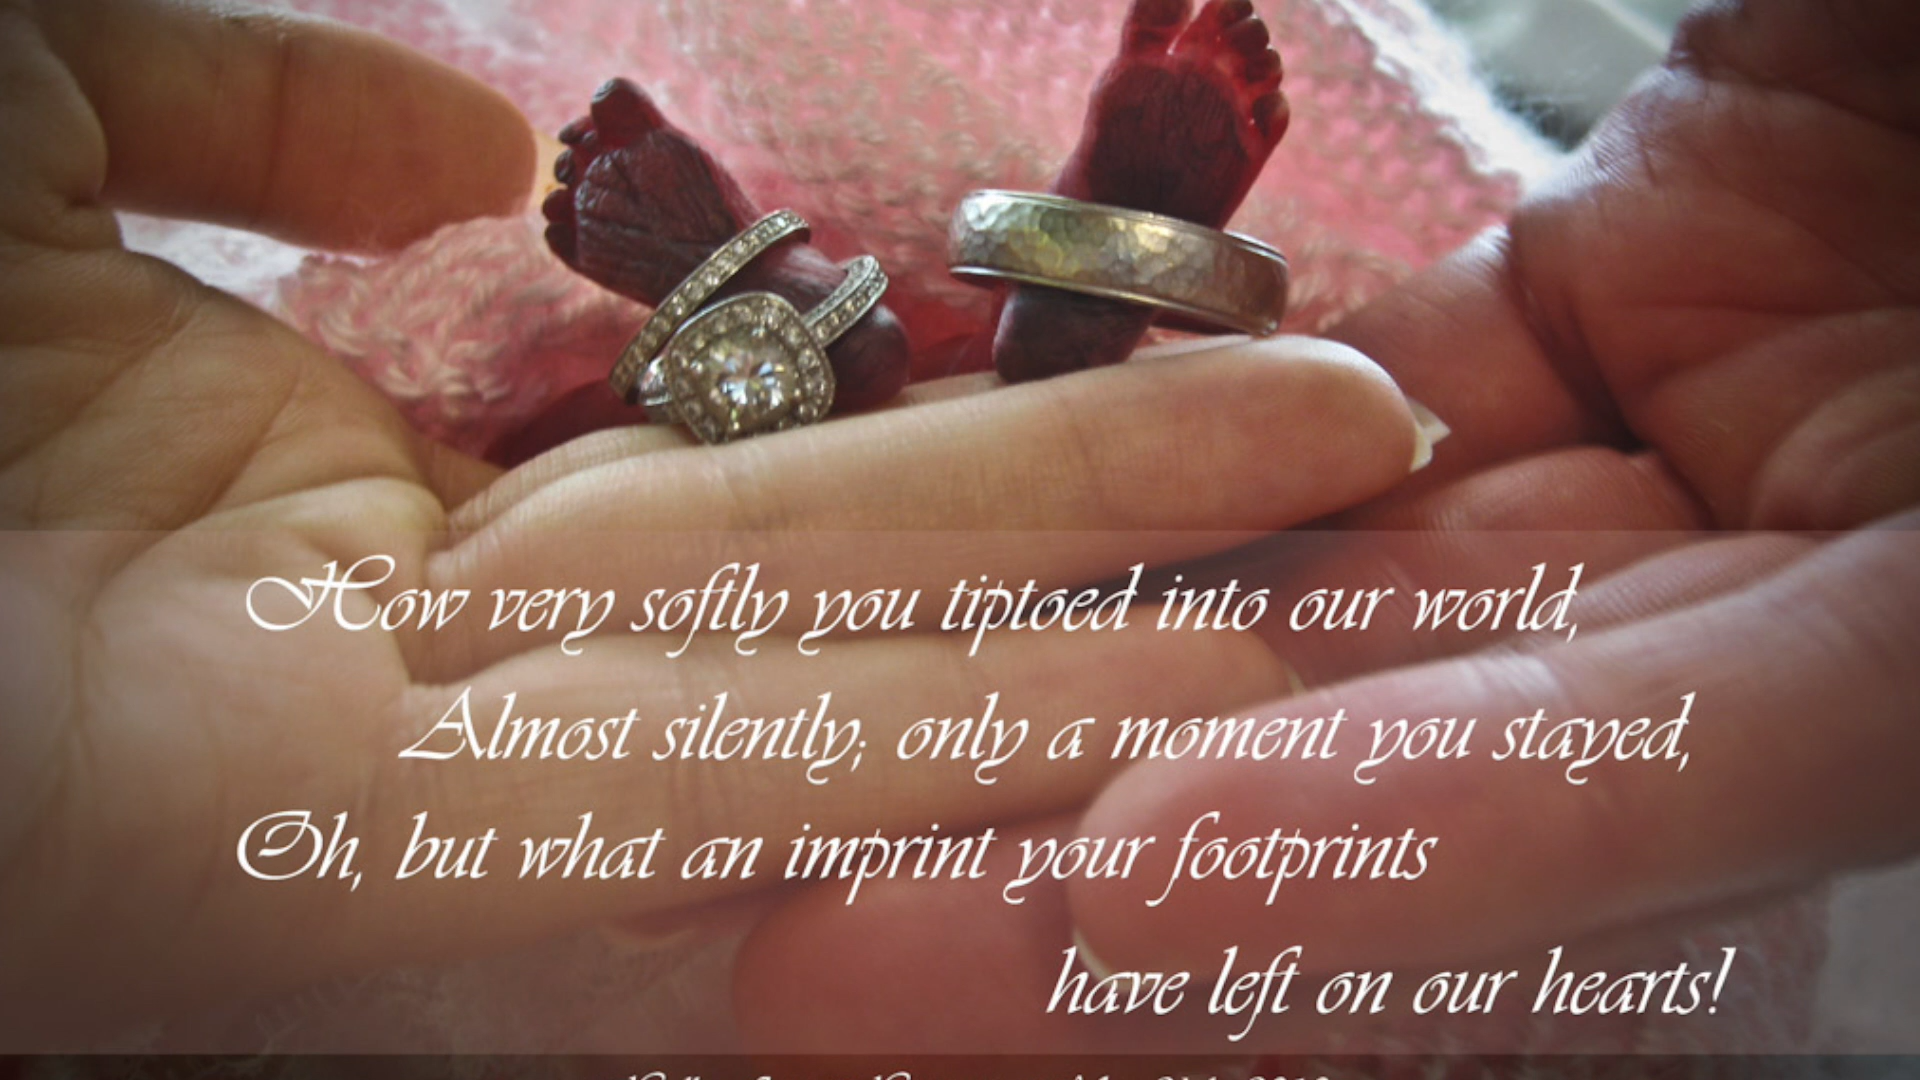 How very softly you tiptoed into our world,
Almost silently; only a moment you stayed,
Oh, but what an imprint your footprints
have left on our hearts!